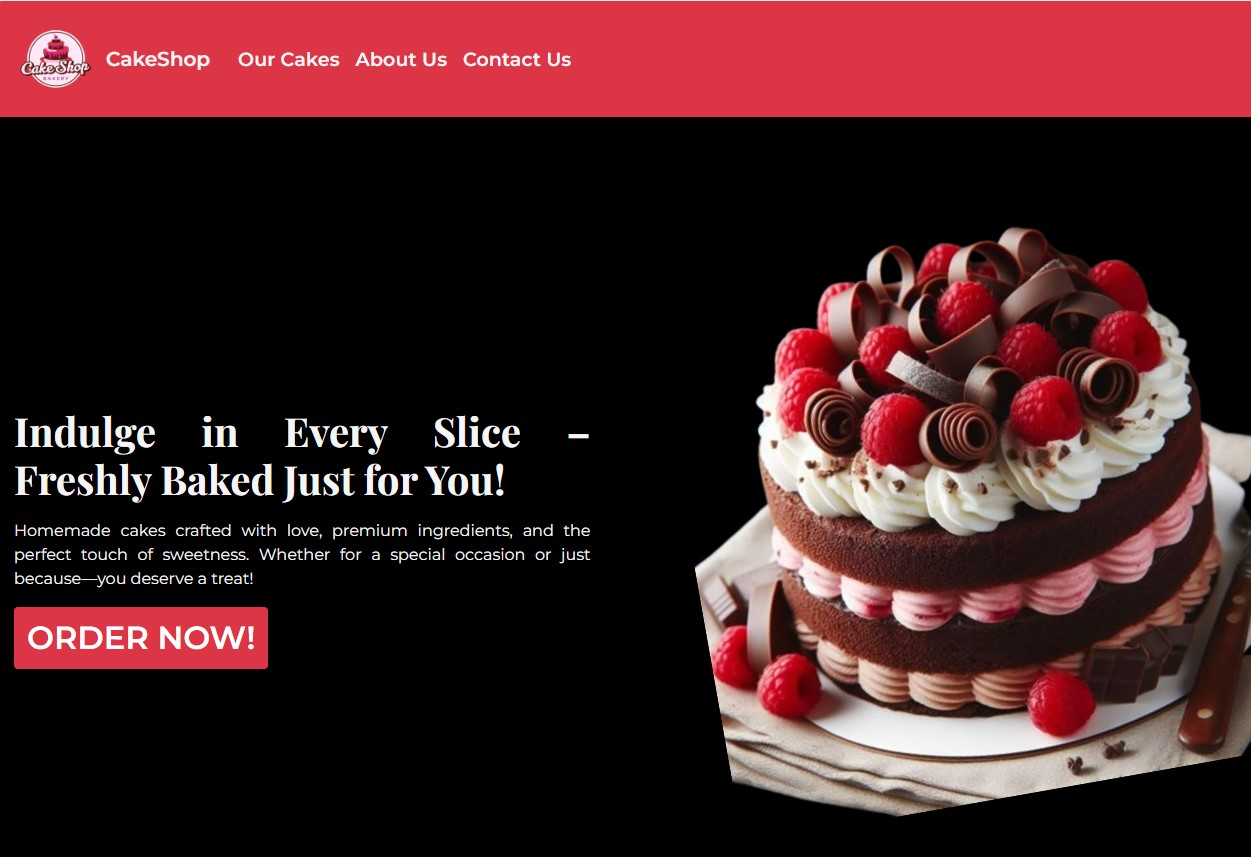 CakeShop
BAKERY
CakeShop Our Cakes About Us Contact Us
Indulge in Every Slice –
Freshly Baked Just for You!
Homemade cakes crafted with love, premium ingredients, and the
perfect touch of sweetness. Whether for a special occasion or just
because—you deserve a treat!
ORDER NOW!